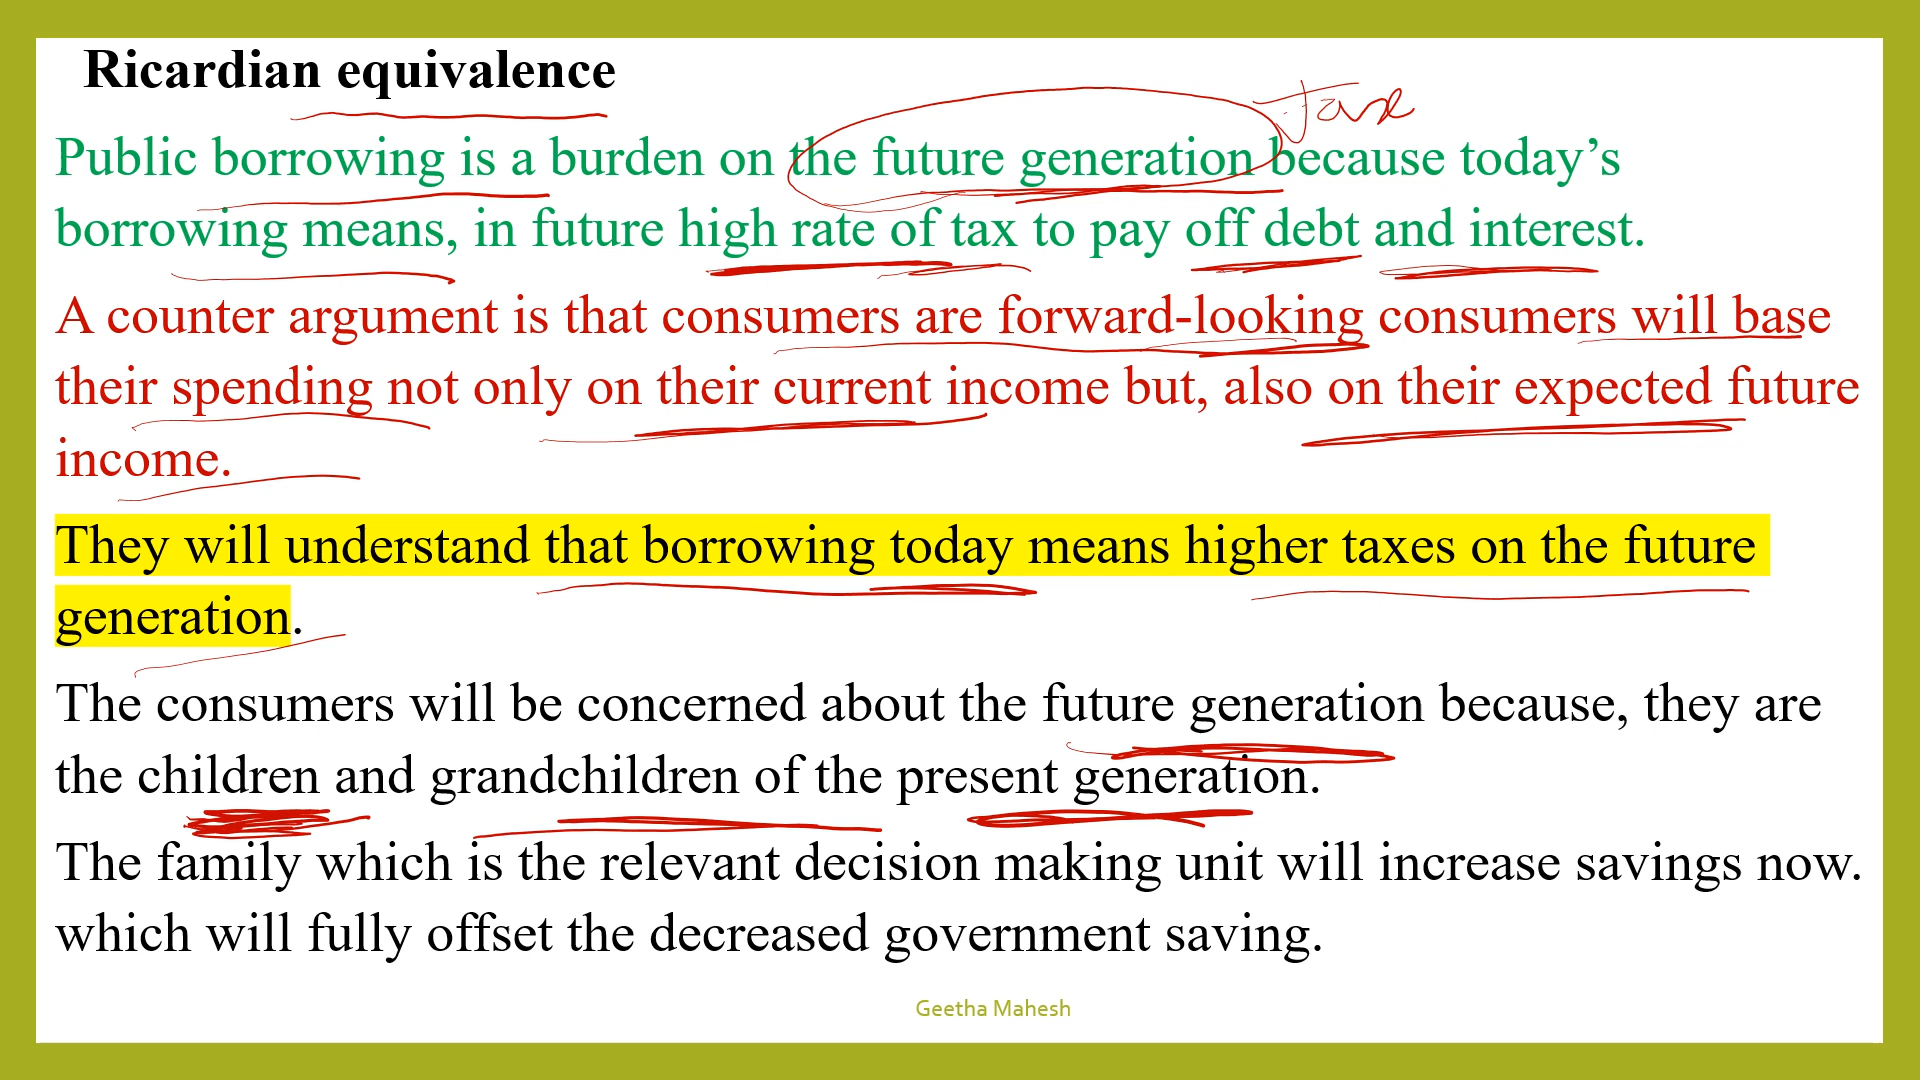 Ricardian equivalence
Tax
Public borrowing is a burden on the future generation because today’s
borrowing means, in future high rate of tax to pay off debt and interest.
A counter argument is that consumers are forward-looking consumers will base
their spending not only on their current income but, also on their expected future
income.
They will understand that borrowing today means higher taxes on the future
generation.
The consumers will be concerned about the future generation because, they are
the children and grandchildren of the present generation.
The family which is the relevant decision making unit will increase savings now.
which will fully offset the decreased government saving.
Geetha Mahesh